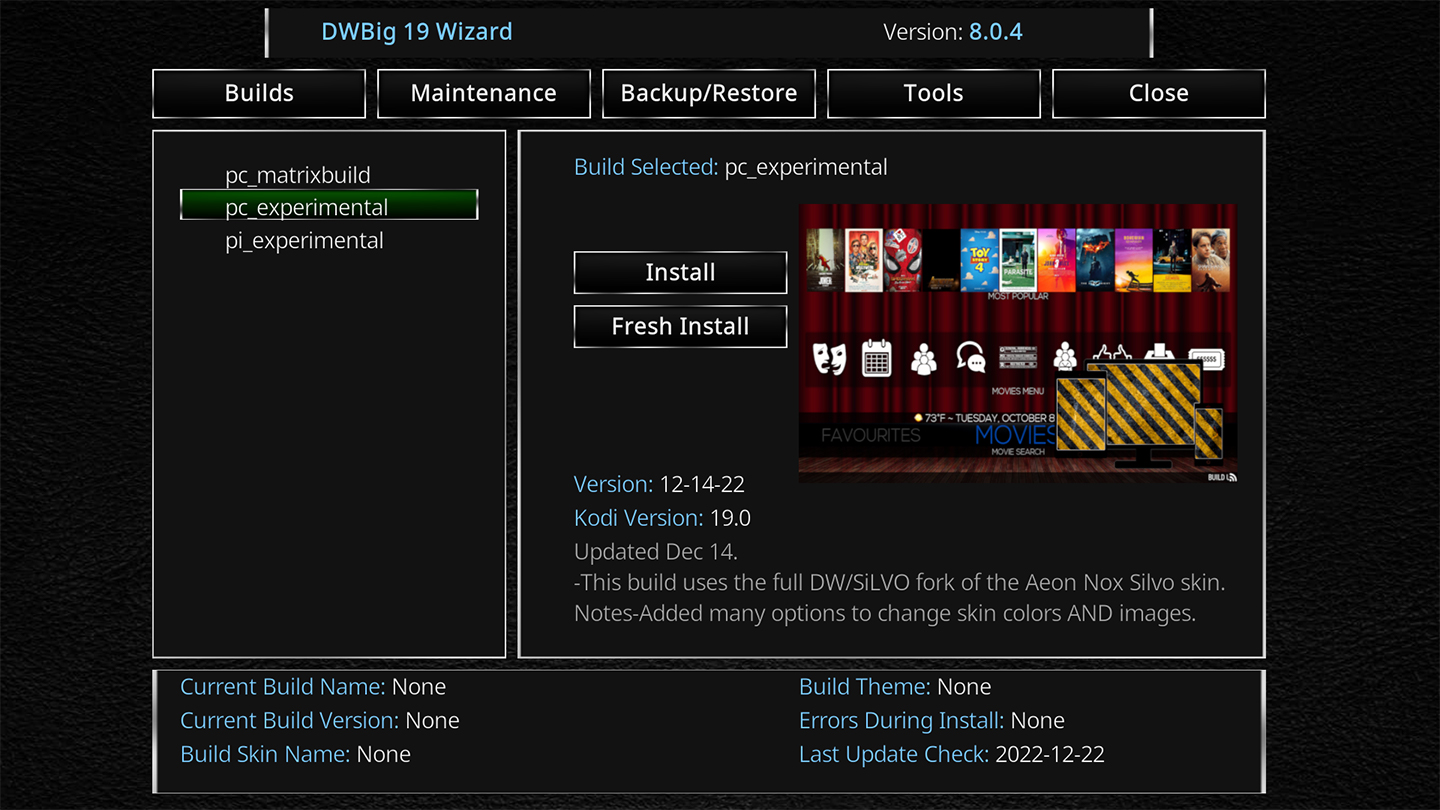 DWBig 19 Wizard
Version: 8.0.4
Builds
Maintenance
Backup/Restore
Tools
Close
pc_matrixbuild
pc_experimental
pi_experimental
Build Selected: pc_experimental
Install
Fresh Install
JOKER
TOY STORY 4
PARASITE
MOST POPULAR
MOVIES MENU
73°F ~ TUESDAY, OCTOBER 8
FAVOURITES
MOVIES
MOVIE SEARCH
BUILD
Version: 12-14-22
Kodi Version: 19.0
Updated Dec 14.
-This build uses the full DW/SiLVO fork of the Aeon Nox Silvo skin.
Notes-Added many options to change skin colors AND images.
Current Build Name: None
Current Build Version: None
Build Skin Name: None
Build Theme: None
Errors During Install: None
Last Update Check: 2022-12-22